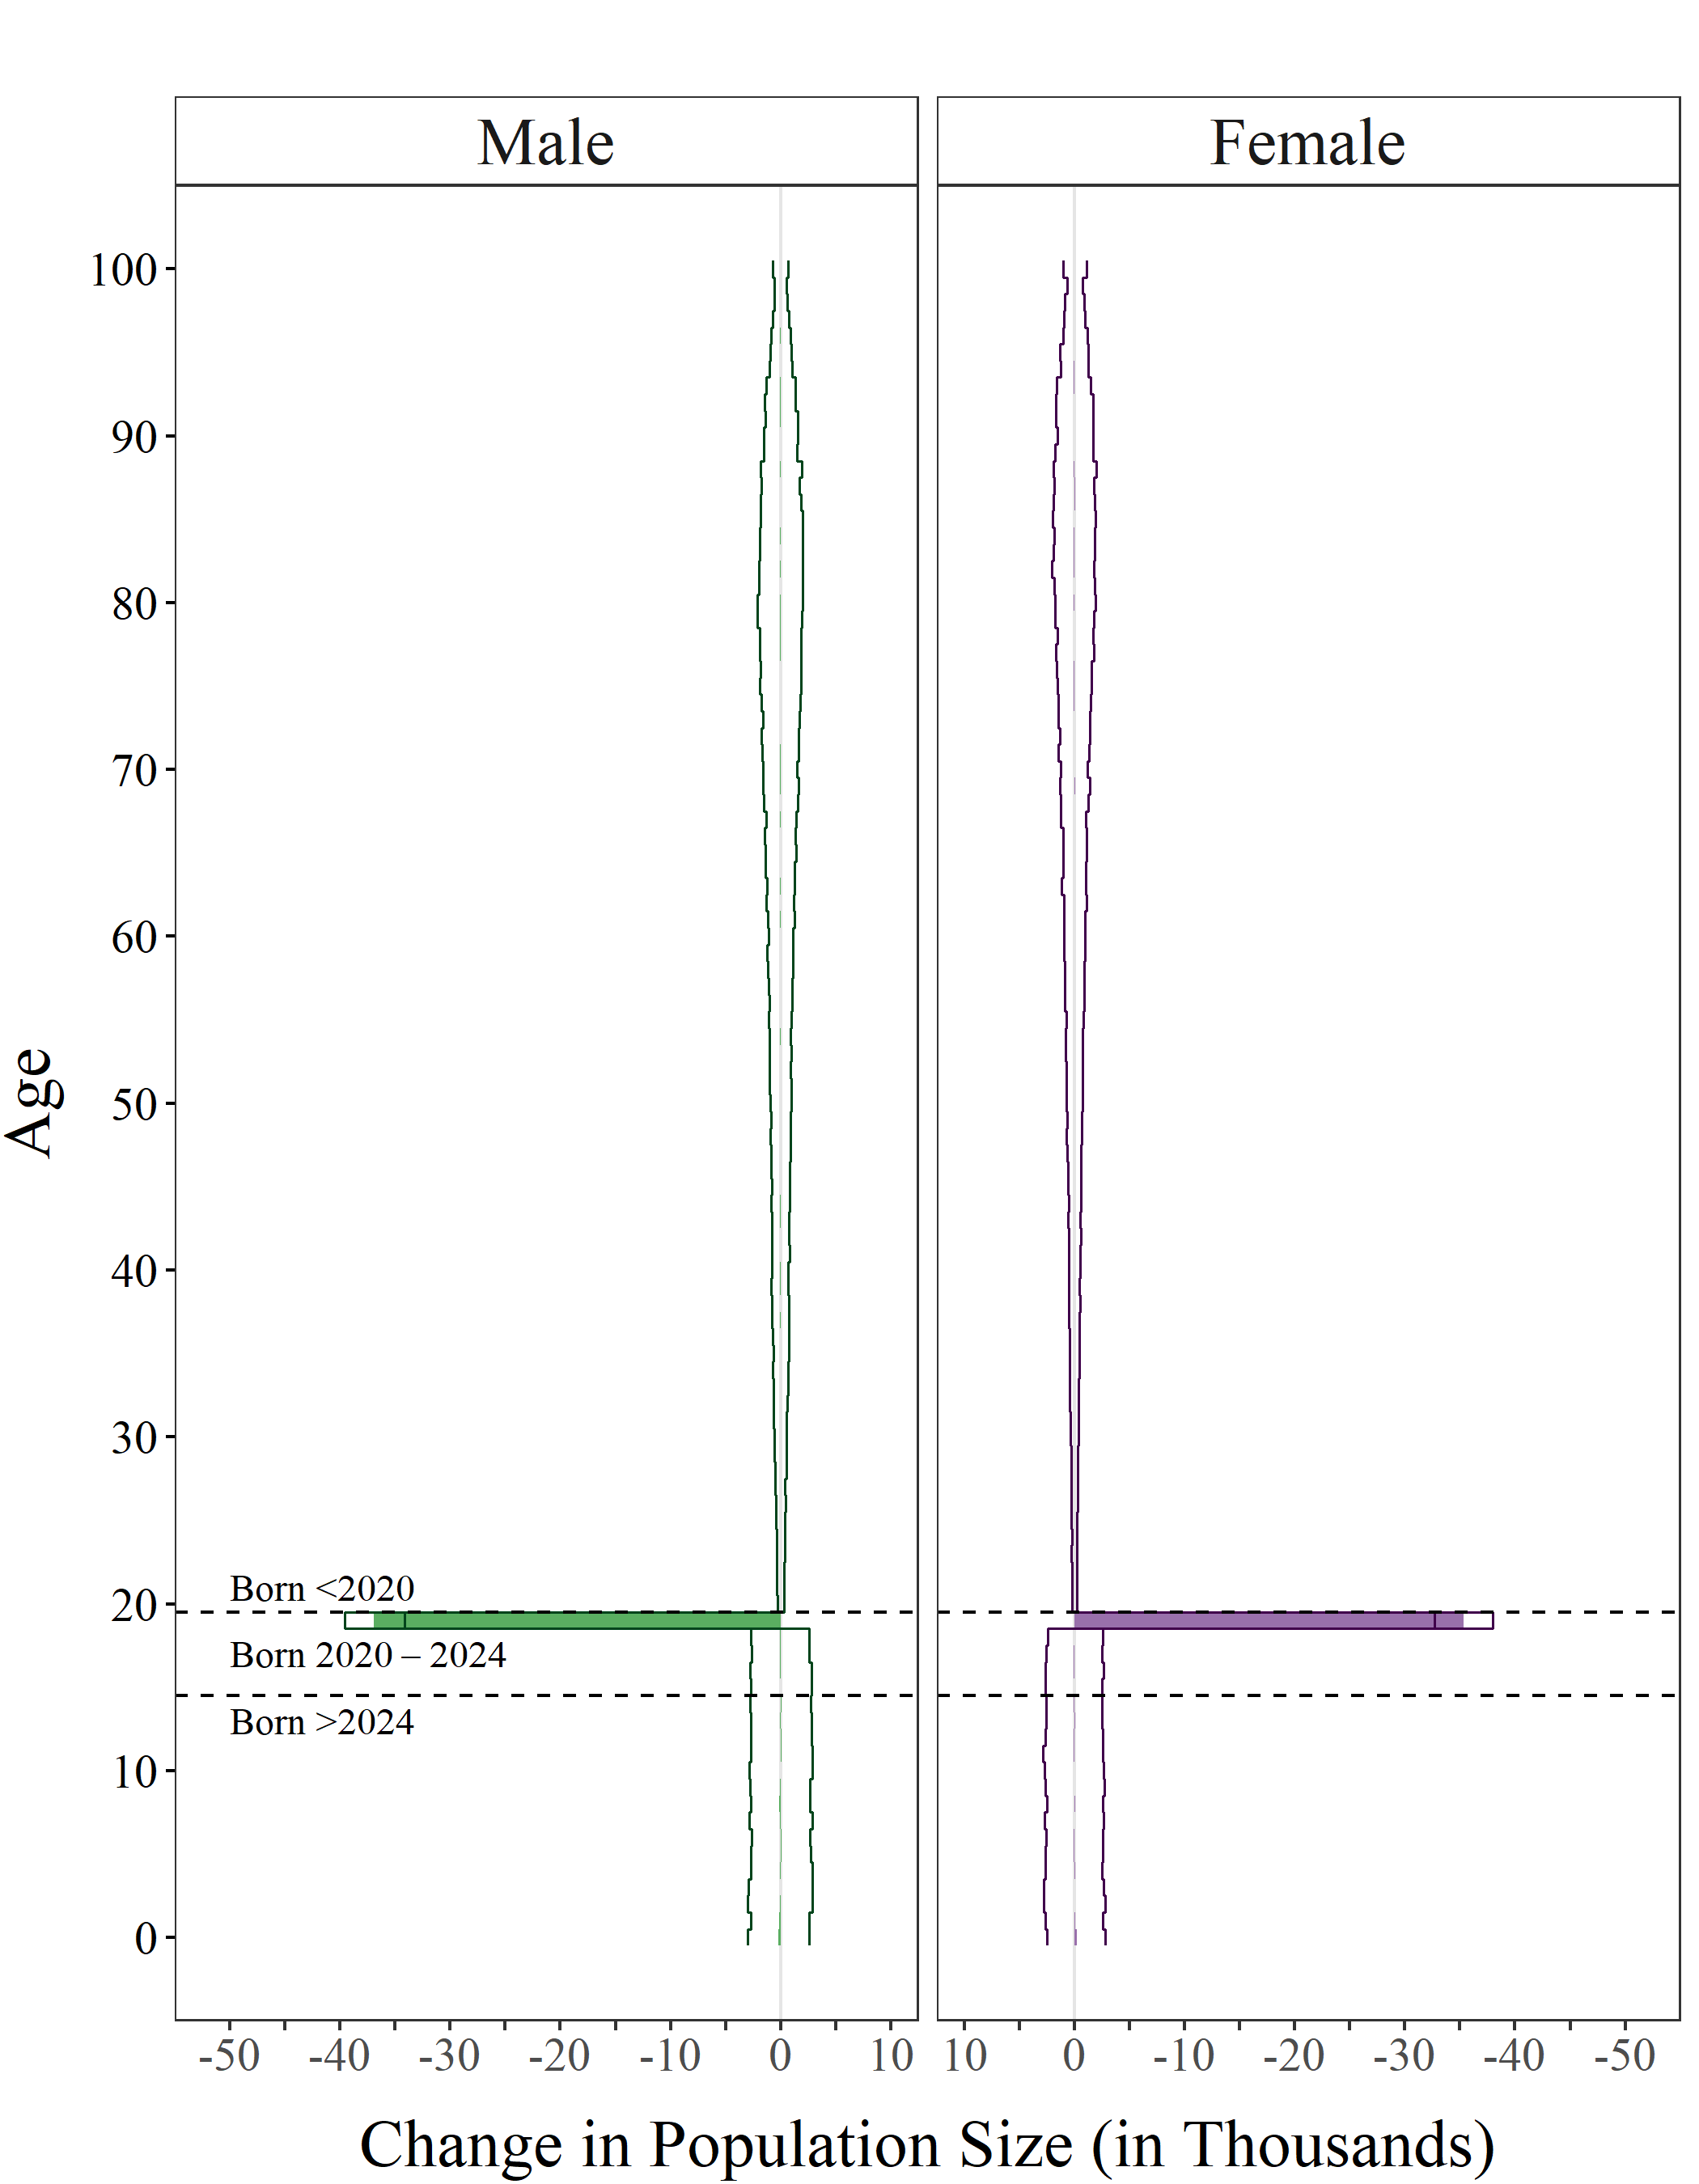 Male Female
Age
100
90
80
70
60
50
40
30
20
10
0
Born <2020
Born 2020 – 2024
Born >2024
-50 -40 -30 -20 -10 0 10 10 0 -10 -20 -30 -40 -50
Change in Population Size (in Thousands)